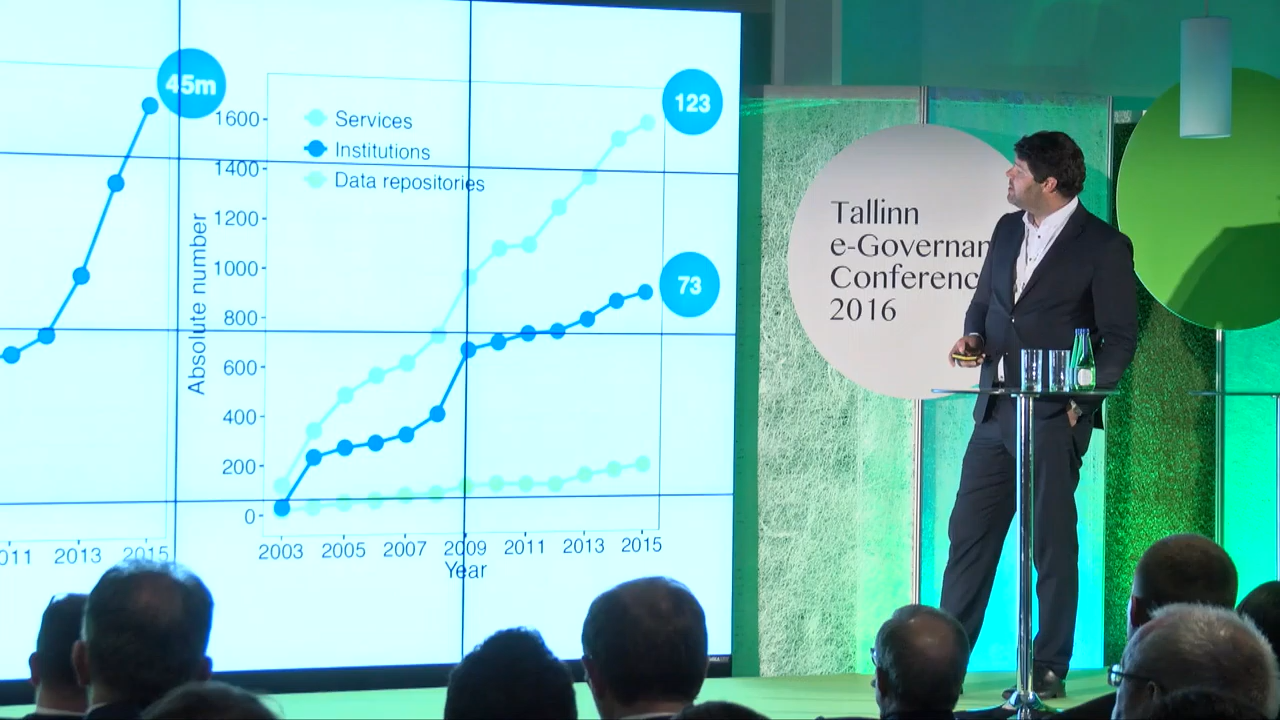 45m
123
1600
1400
1200
1000
800
600
400
200
0
Absolute number
Services
Institutions
Data repositories
73
2013
2015
2003
2005
2007
2009
2011
2013
2015
Year
Tallinn
e-Governan
Conferenc
2016